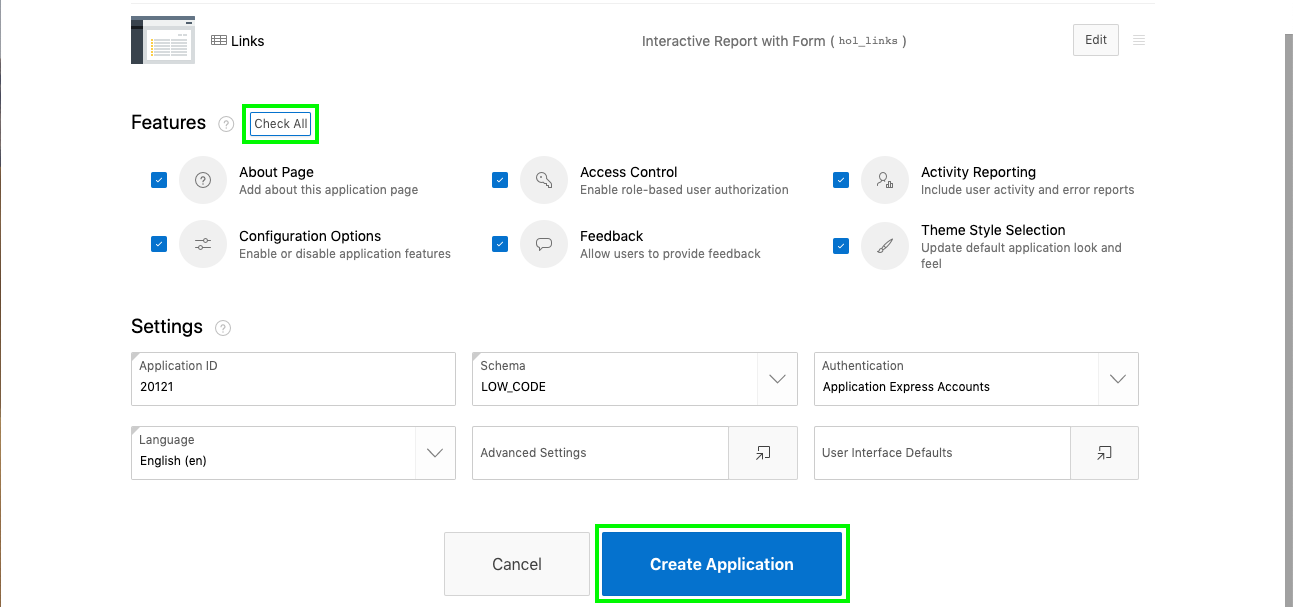 Links
Interactive Report with Form ( hol_links )
Edit
Features ? Check All
About Page
Add about this application page
Access Control
Enable role-based user authorization
Activity Reporting
Include user activity and error reports
Configuration Options
Enable or disable application features
Feedback
Allow users to provide feedback
Theme Style Selection
Update default application look and
feel
Settings ?
Application ID
20121
Schema
LOW_CODE
Authentication
Application Express Accounts
Language
English (en)
Advanced Settings
User Interface Defaults
Cancel
Create Application